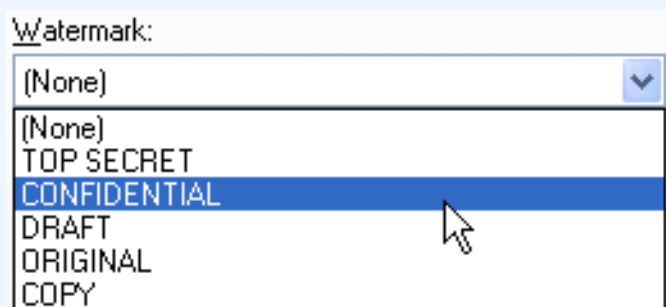 Watermark:
(None)
(None)
TOP SECRET
CONFIDENTIAL
DRAFT
ORIGINAL
COPY